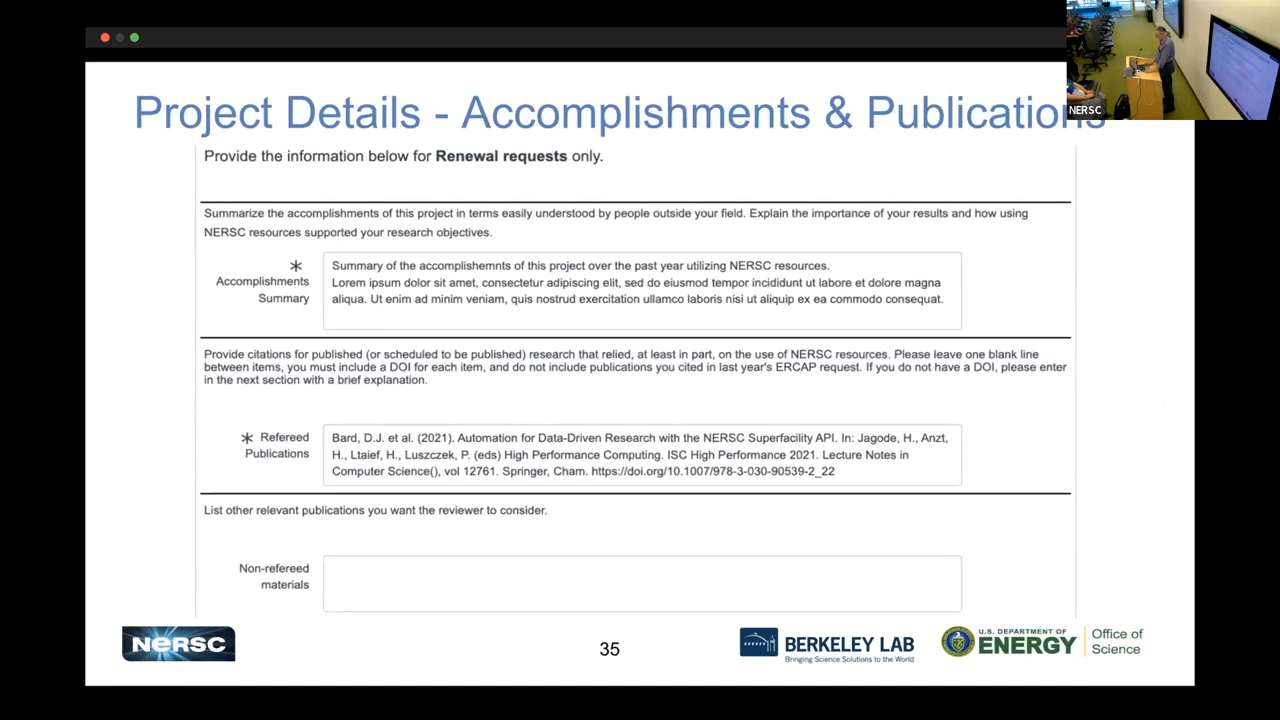 Project Details - Accomplishments & Publications
Provide the information below for Renewal requests only.
Summarize the accomplishments of this project in terms easily understood by people outside your field. Explain the importance of your results and how using
NERSC resources supported your research objectives.
* Accomplishments
Summary
Summary of the accomplishemnts of this project over the past year utilizing NERSC resources.
Lorem ipsum dolor sit amet, consectetur adipiscing elit, sed do eiusmod tempor incididunt ut labore et dolore magna
aliqua. Ut enim ad minim veniam, quis nostrud exercitation ullamco laboris nisi ut aliquip ex ea commodo consequat.
Provide citations for published (or scheduled to be published) research that relied, at least in part, on the use of NERSC resources. Please leave one blank line
between items, you must include a DOI for each item, and do not include publications you cited in last year's ERCAP request. If you do not have a DOI, please enter
in the next section with a brief explanation.
* Refereed
Publications
Bard, D.J. et al. (2021). Automation for Data-Driven Research with the NERSC Superfacility API. In: Jagode, H., Anzt,
H., Ltaief, H., Luszczek, P. (eds) High Performance Computing. ISC High Performance 2021. Lecture Notes in
Computer Science(), vol 12761. Springer, Cham. https://doi.org/10.1007/978-3-030-90539-2_22
List other relevant publications you want the reviewer to consider.
Non-refereed
materials
NERSC
35
BERKELEY LAB
Bringing Science Solutions to the World
U.S. DEPARTMENT OF
ENERGY
Office of
Science
NERSC